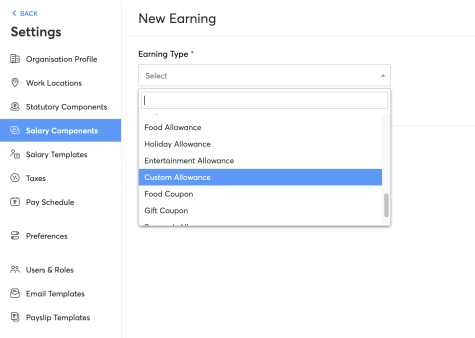 BACK
Settings
Organisation Profile
Work Locations
Statutory Components
Salary Components
Salary Templates
Taxes
Pay Schedule
Preferences
Users & Roles
Email Templates
Payslip Templates
New Earning
Earning Type *
Select
Food Allowance
Holiday Allowance
Entertainment Allowance
Custom Allowance
Food Coupon
Gift Coupon